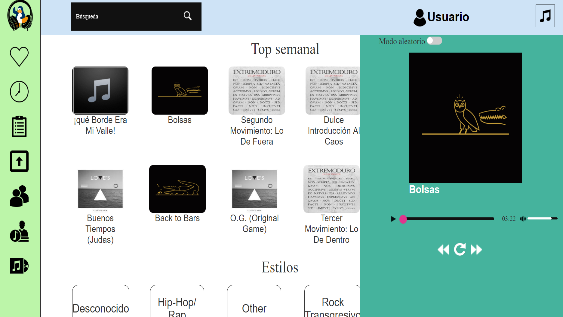 Búsqueda
Usuario
Top semanal
Modo aleatorio
¡qué Borde Era
Mi Valle!
Bolsas
EXTREMODURO
Segundo
Movimiento: Lo
De Fuera
EXTREMODURO
Dulce
Introducción Al
Caos
Bolsas
Buenos
Tiempos
(Judas)
Back to Bars
O.G. (Original
Game)
EXTREMODURO
Tercer
Movimiento: Lo
De Dentro
03:22
Estilos
Desconocido
Hip-Hop/
Rap
Other
Rock
Transgresivo